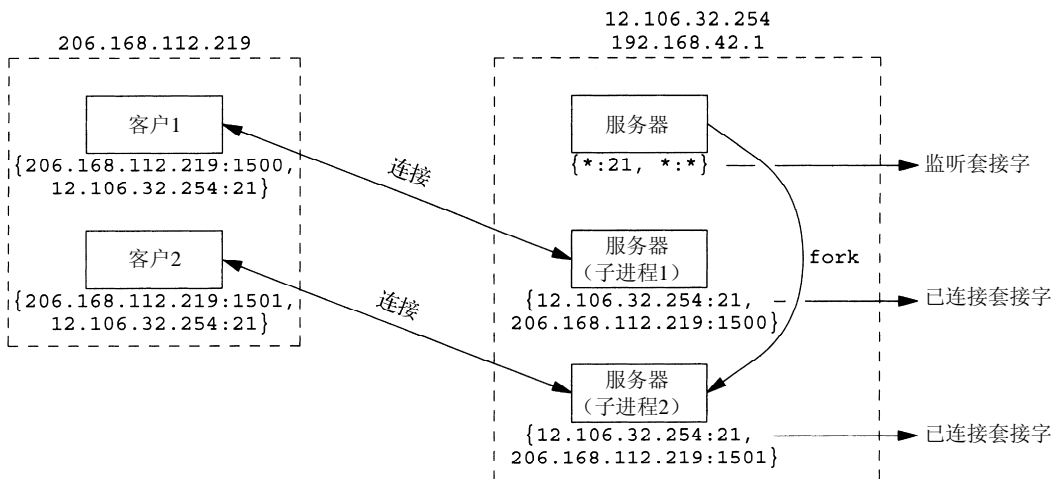 206.168.112.219
客户1
{206.168.112.219:1500,
12.106.32.254:21}
客户2
{206.168.112.219:1501,
12.106.32.254:21}
连接
连接
12.106.32.254
192.168.42.1
服务器
{*:21, *:*}
监听套接字
fork
服务器
（子进程1）
{12.106.32.254:21,
206.168.112.219:1500}
已连接套接字
服务器
（子进程2）
{12.106.32.254:21,
206.168.112.219:1501}
已连接套接字